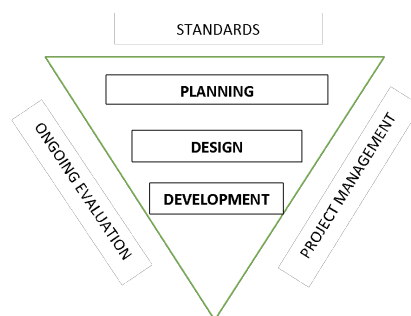 STANDARDS
PLANNING
DESIGN
DEVELOPMENT
ONGOING EVALUATION
PROJECT MANAGEMENT